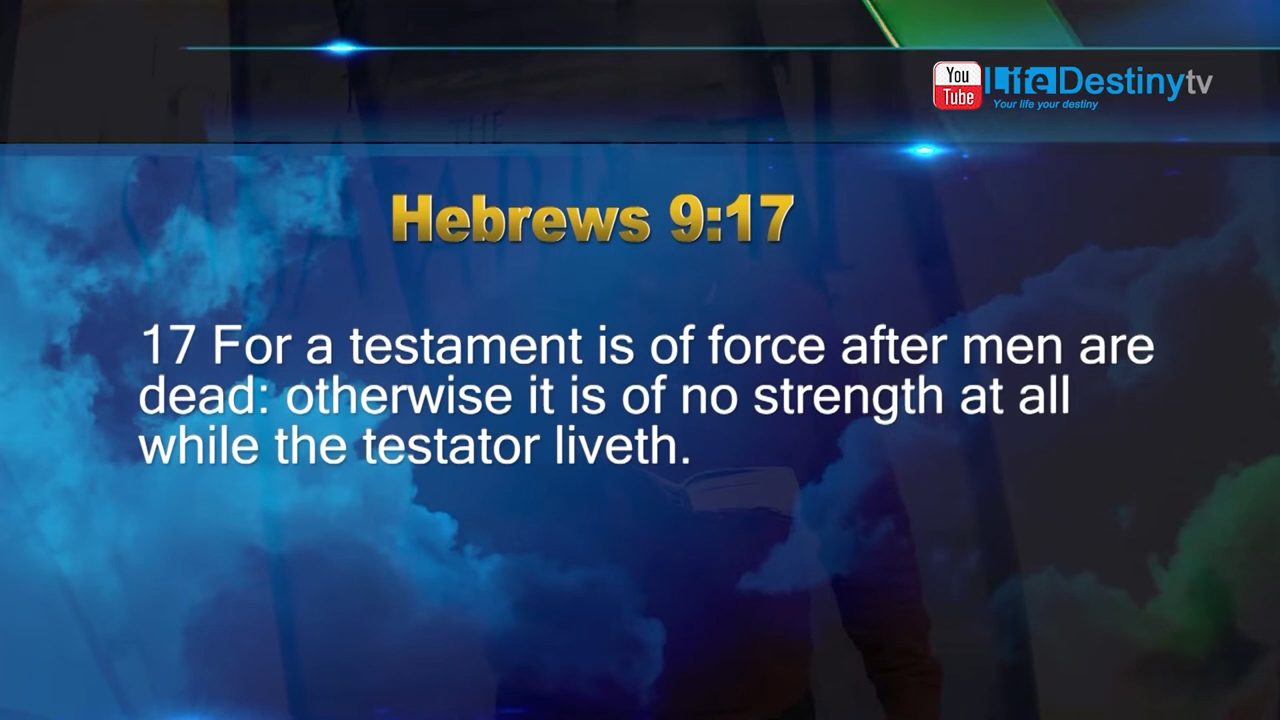 You
Tube
LifeDestinytv
Your life your destiny
Hebrews 9:17
17 For a testament is of force after men are
dead: otherwise it is of no strength at all
while the testator liveth.